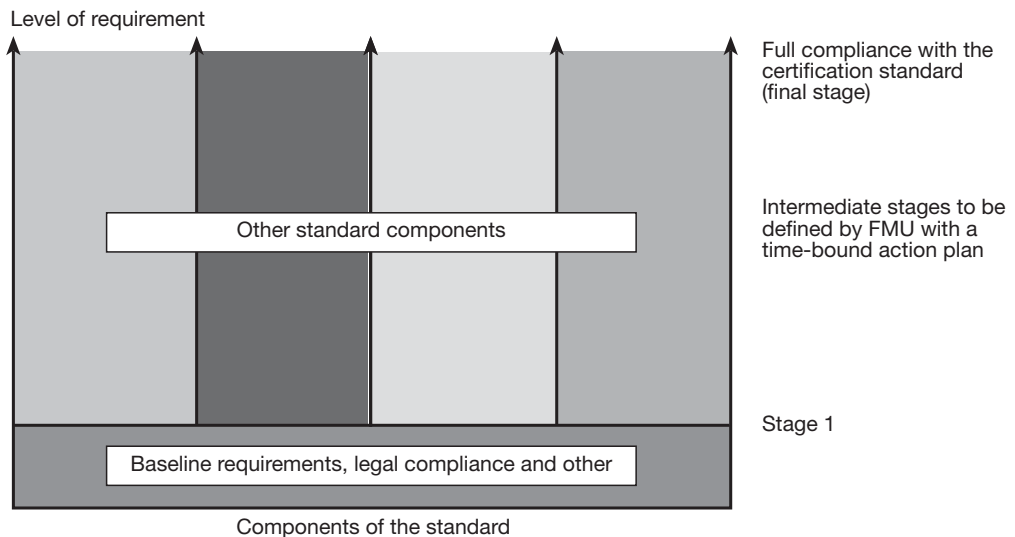 Level of requirement
Full compliance with the
certification standard
(final stage)
Intermediate stages to be
defined by FMU with a
time-bound action plan
Other standard components
Stage 1
Baseline requirements, legal compliance and other
Components of the standard